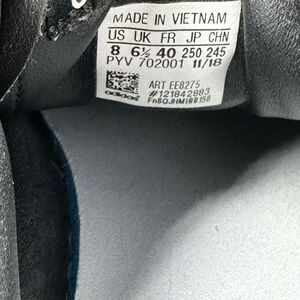 MADE IN VIETNAM
US UK FR JP CHN
8 6½ 40 250 245
PYV 702001 11/18
ART EE8275
adidas #121842883